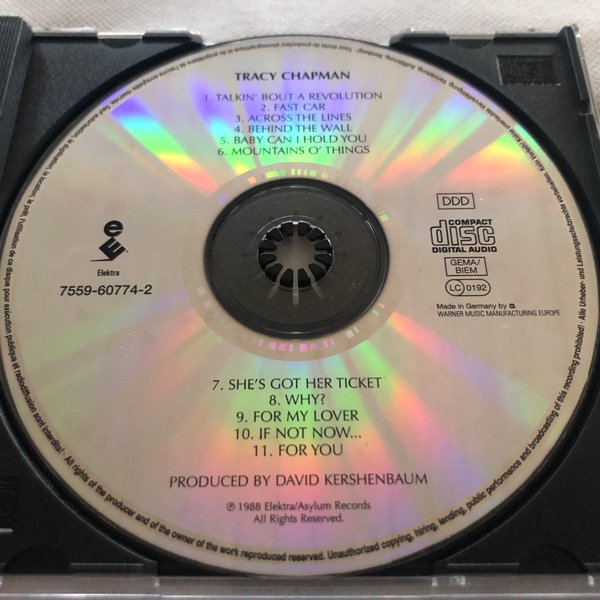 TRACY CHAPMAN
1. TALKIN' BOUT A REVOLUTION
2. FAST CAR
3. ACROSS THE LINES
4. BEHIND THE WALL
5. BABY CAN I HOLD YOU
6. MOUNTAINS O' THINGS
Elektra
7559-60774-2
DDD
COMPACT
disc
DIGITAL AUDIO
GEMA/
BIEM
LC 0192
Made in Germany by
WARNER MUSIC MANUFACTURING EUROPE
7. SHE'S GOT HER TICKET
8. WHY?
9. FOR MY LOVER
10. IF NOT NOW...
11. FOR YOU
PRODUCED BY DAVID KERSHENBAUM
℗ 1988 Elektra/Asylum Records
All Rights Reserved.
All rights of the producer and of the owner of the work reproduced reserved. Unauthorized copying, hiring, lending, public performance and broadcasting of this recording prohibited!